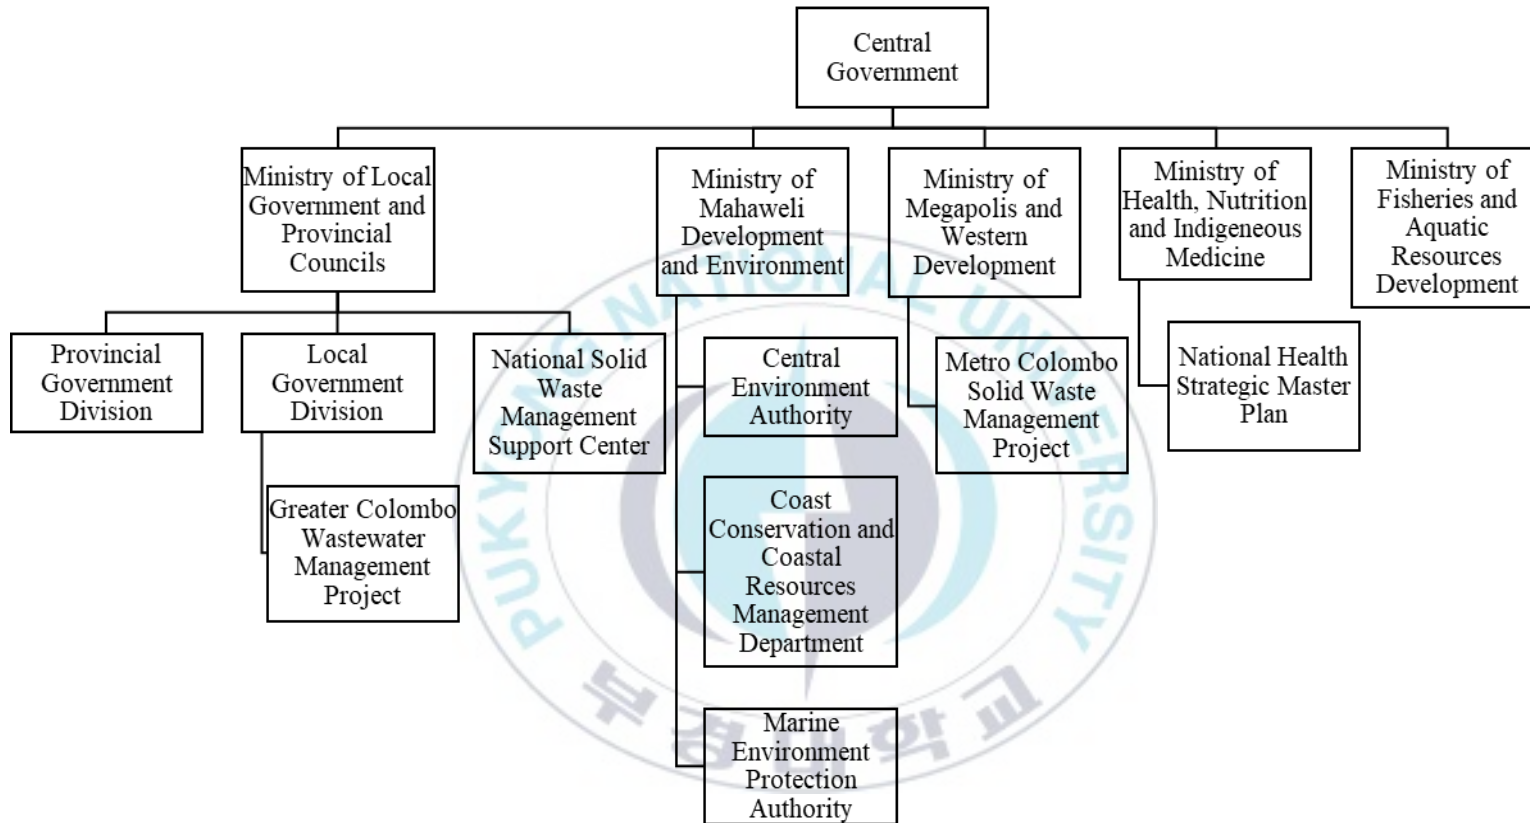 Central
Government
Ministry of Local
Government and
Provincial
Councils
Ministry of
Mahaweli
Development
and Environment
Ministry of
Megapolis and
Western
Development
Ministry of
Health, Nutrition
and Indigeneous
Medicine
Ministry of
Fisheries and
Aquatic
Resources
Development
Provincial
Government
Division
Local
Government
Division
National Solid
Waste
Management
Support Center
Central
Environment
Authority
Metro Colombo
Solid Waste
Management
Project
National Health
Strategic Master
Plan
Greater Colombo
Wastewater
Management
Project
Coast
Conservation and
Coastal
Resources
Management
Department
Marine
Environment
Protection
Authority
PUKYONG NATIONAL UNIVERSITY